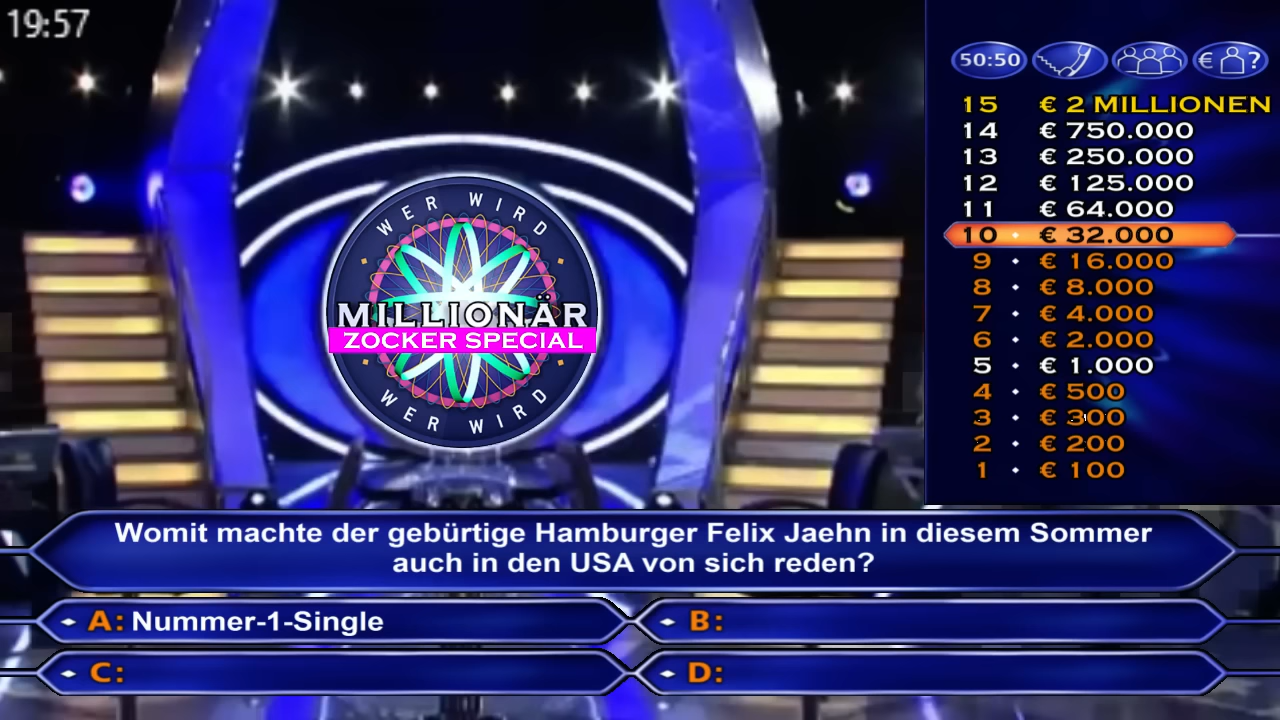 19:57
WER WIRD
MILLIONÄR
ZOCKER SPECIAL
WER WIRD
50:50 € ?
15 € 2 MILLIONEN
14 € 750.000
13 € 250.000
12 € 125.000
11 € 64.000
10 € 32.000
9 € 16.000
8 € 8.000
7 € 4.000
6 € 2.000
5 € 1.000
4 € 500
3 € 300
2 € 200
1 € 100
Womit machte der gebürtige Hamburger Felix Jaehn in diesem Sommer
auch in den USA von sich reden?
A: Nummer-1-Single
B:
C:
D: